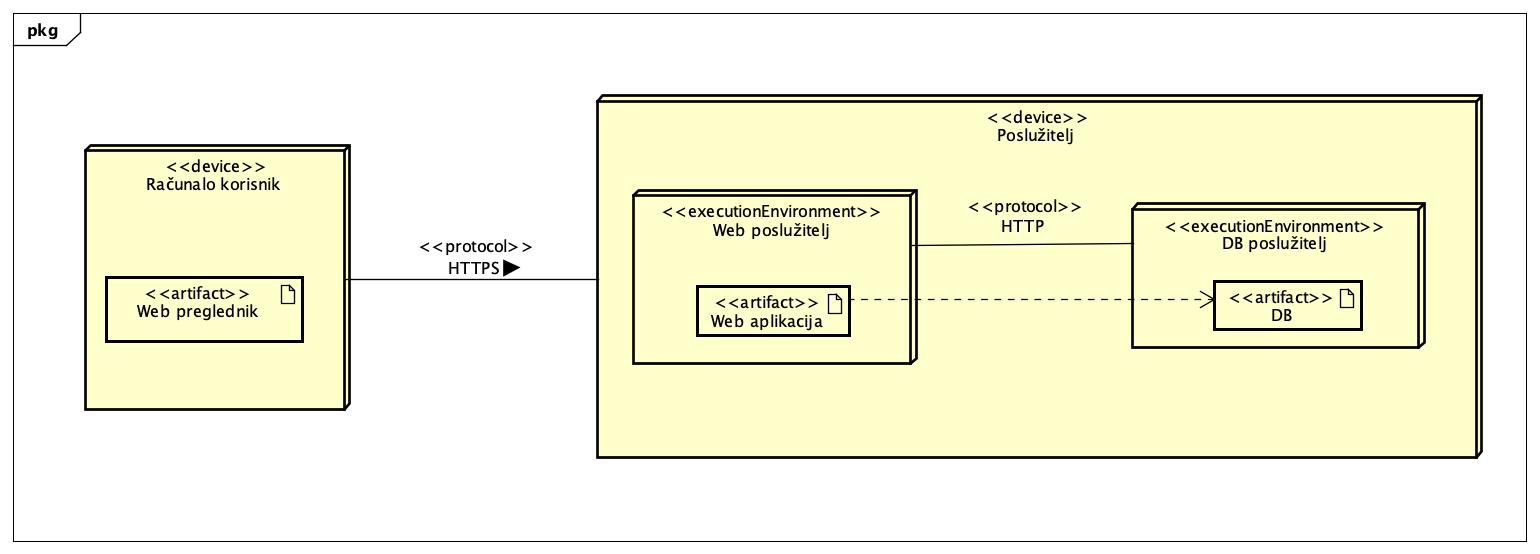 pkg
<<device>>
Računalo korisnik
<<artifact>>
Web preglednik
<<protocol>>
HTTPS
<<device>>
Poslužitelj
<<executionEnvironment>>
Web poslužitelj
<<artifact>>
Web aplikacija
<<protocol>>
HTTP
<<executionEnvironment>>
DB poslužitelj
<<artifact>>
DB